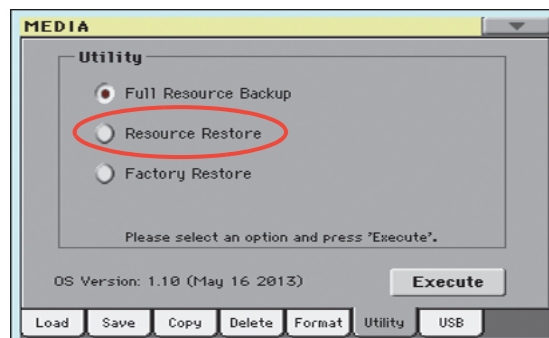 MEDIA
Utility
Full Resource Backup
Resource Restore
Factory Restore
Please select an option and press 'Execute'.
OS Version: 1.10 (May 16 2013)
Execute
Load Save Copy Delete Format Utility USB